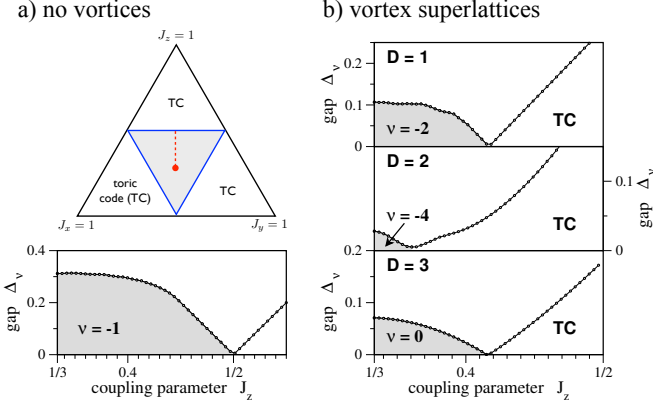 a) no vortices
J_z = 1
TC
toric
code (TC)
TC
J_x = 1
J_y = 1
0.4
0.2
0
gap Δ_ν
ν = -1
1/3
0.4
1/2
coupling parameter J_z
b) vortex superlattices
D = 1
0.2
0.1
0
gap Δ_ν
ν = -2
TC
D = 2
ν = -4
TC
0.1
0
gap Δ_ν
D = 3
0.2
0.1
0
gap Δ_ν
ν = 0
TC
1/3
0.4
1/2
coupling parameter J_z